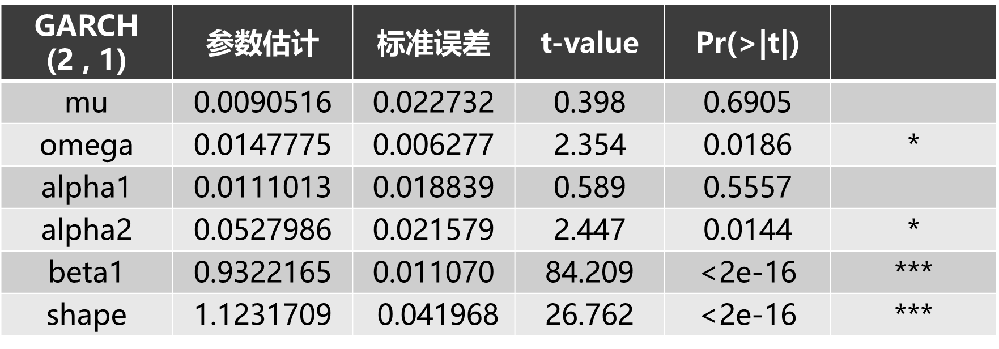 GARCH (2 , 1) 参数估计 标准误差 t-value Pr(>|t|)
mu 0.0090516 0.022732 0.398 0.6905
omega 0.0147775 0.006277 2.354 0.0186 *
alpha1 0.0111013 0.018839 0.589 0.5557
alpha2 0.0527986 0.021579 2.447 0.0144 *
beta1 0.9322165 0.011070 84.209 <2e-16 ***
shape 1.1231709 0.041968 26.762 <2e-16 ***